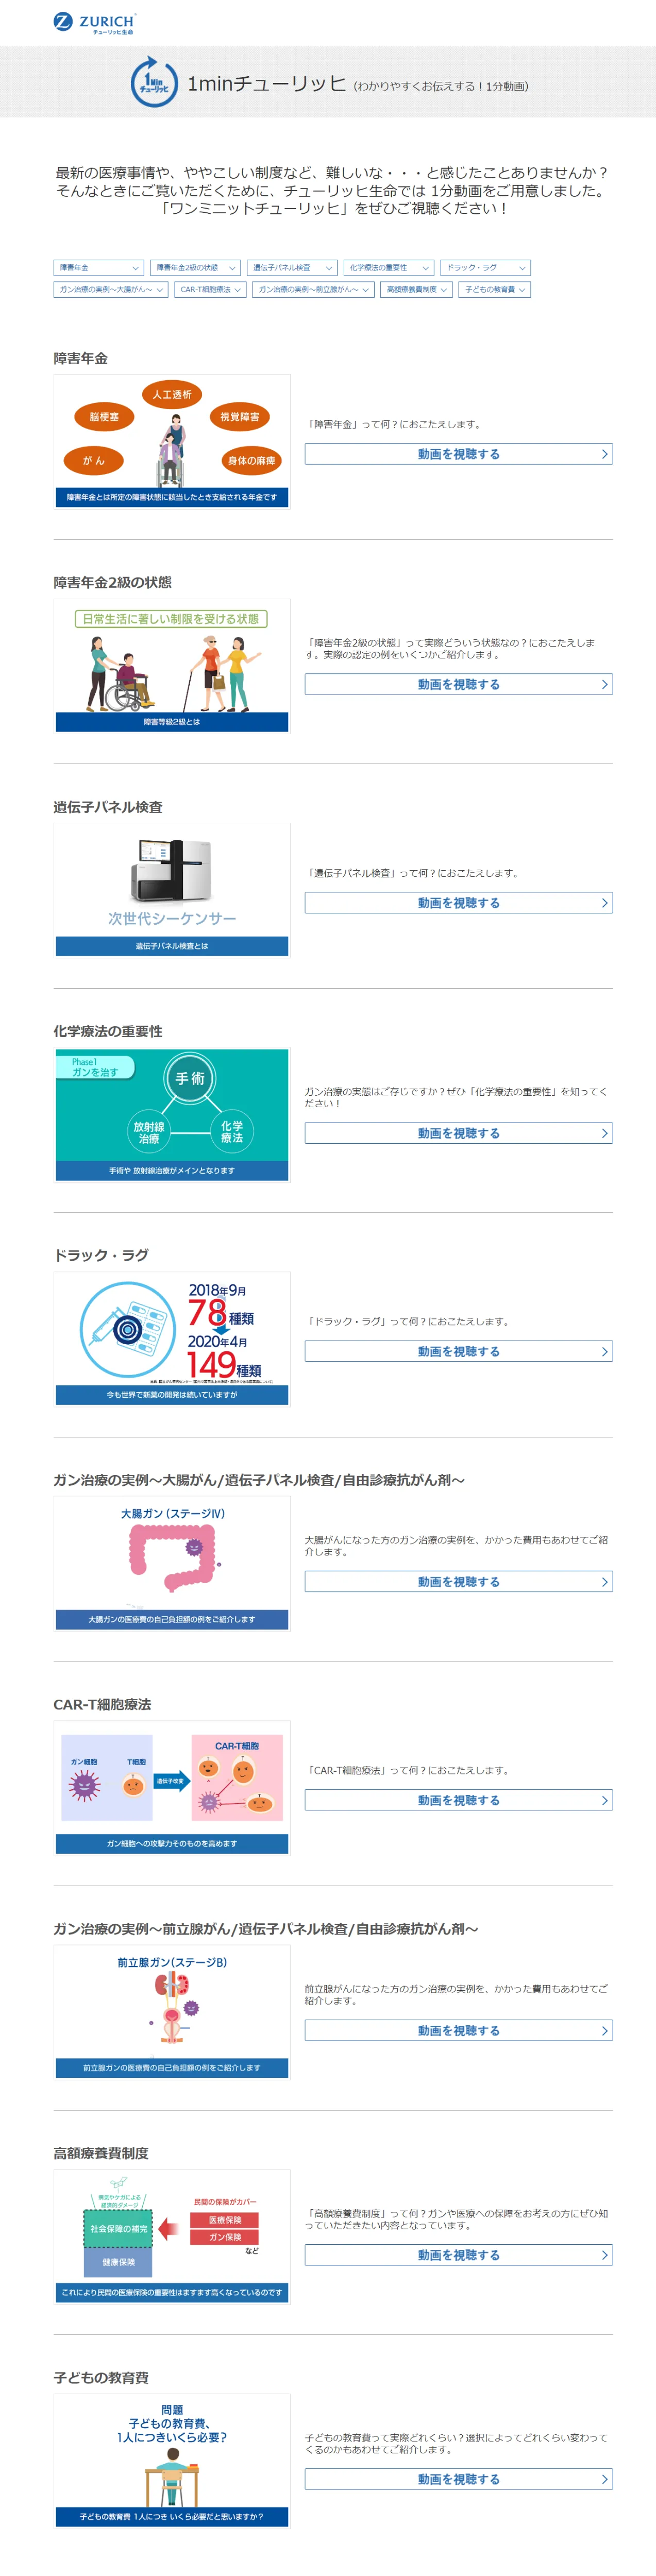 ZURICH
チューリッヒ生命
1Min
チューリッヒ
1minチューリッヒ（わかりやすくお伝えする！1分動画）
最新の医療事情や、ややこしい制度など、難しいな・・・と感じたことありませんか？
そんなときにご覧いただくために、チューリッヒ生命では 1分動画をご用意しました。
「ワンミニットチューリッヒ」をぜひご視聴ください！
障害年金
障害年金2級の状態
遺伝子パネル検査
化学療法の重要性
ドラック・ラグ
ガン治療の実例～大腸がん～
CAR-T細胞療法
ガン治療の実例～前立腺がん～
高額療養費制度
子どもの教育費
障害年金
人工透析
脳梗塞
視覚障害
がん
身体の麻痺
障害年金とは所定の障害状態に該当したとき支給される年金です
「障害年金」って何？におこたえします。
動画を視聴する
障害年金2級の状態
日常生活に著しい制限を受ける状態
障害等級2級とは
「障害年金2級の状態」って実際どういう状態なの？におこたえしま
す。実際の認定の例をいくつかご紹介します。
動画を視聴する
遺伝子パネル検査
次世代シーケンサー
遺伝子パネル検査とは
「遺伝子パネル検査」って何？におこたえします。
動画を視聴する
化学療法の重要性
Phase1
ガンを治す
手術
放射線
治療
化学
療法
手術や 放射線治療がメインとなります
ガン治療の実態はご存じですか？ぜひ「化学療法の重要性」を知ってく
ださい！
動画を視聴する
ドラック・ラグ
2018年9月
78種類
2020年4月
149種類
今も世界で新薬の開発は続いていますが
「ドラック・ラグ」って何？におこたえします。
動画を視聴する
ガン治療の実例～大腸がん/遺伝子パネル検査/自由診療抗がん剤～
大腸ガン（ステージⅣ）
大腸ガンの医療費の自己負担額の例をご紹介します
大腸がんになった方のガン治療の実例を、かかった費用もあわせてご紹
介します。
動画を視聴する
CAR-T細胞療法
ガン細胞
T細胞
遺伝子改変
CAR-T細胞
ガン細胞への攻撃力そのものを高めます
「CAR-T細胞療法」って何？におこたえします。
動画を視聴する
ガン治療の実例～前立腺がん/遺伝子パネル検査/自由診療抗がん剤～
前立腺ガン(ステージB)
前立腺ガンの医療費の自己負担額の例をご紹介します
前立腺がんになった方のガン治療の実例を、かかった費用もあわせてご
紹介します。
動画を視聴する
高額療養費制度
病気やケガによる
経済的ダメージ
社会保障の補完
健康保険
民間の保険がカバー
医療保険
ガン保険
など
これにより民間の医療保険の重要性はますます高くなっているのです
「高額療養費制度」って何？ガンや医療への保障をお考えの方にぜひ知
っていただきたい内容となっています。
動画を視聴する
子どもの教育費
問題
子どもの教育費、
1人につきいくら必要?
子どもの教育費 1人につき いくら必要だと思いますか？
子どもの教育費って実際どれくらい？選択によってどれくらい変わって
くるのかもあわせてご紹介します。
動画を視聴する